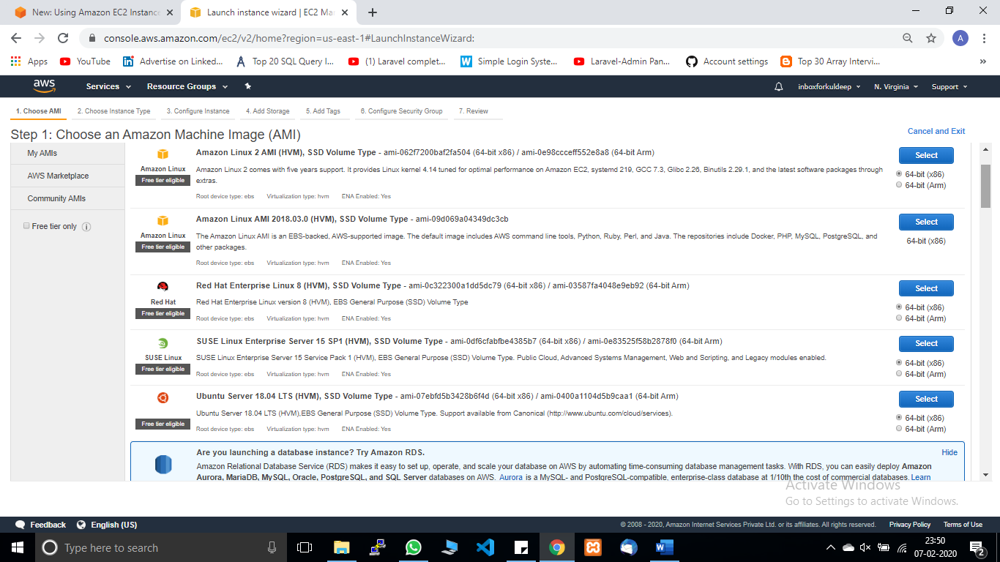 New: Using Amazon EC2 Instance
Launch instance wizard | EC2 Ma
console.aws.amazon.com/ec2/v2/home?region=us-east-1#LaunchInstanceWizard:
A
Apps
YouTube
Advertise on Linked...
Top 20 SQL Query I...
(1) Laravel complet...
Simple Login Syste...
Laravel-Admin Pan...
Account settings
Top 30 Array Intervi...
aws
Services
Resource Groups
inboxforkuldeep
N. Virginia
Support
1. Choose AMI
2. Choose Instance Type
3. Configure Instance
4. Add Storage
5. Add Tags
6. Configure Security Group
7. Review
Step 1: Choose an Amazon Machine Image (AMI)
Cancel and Exit
My AMIs
AWS Marketplace
Community AMIs
Free tier only
Amazon Linux
Free tier eligible
Amazon Linux 2 AMI (HVM), SSD Volume Type - ami-062f7200baf2fa504 (64-bit x86) / ami-0e98ccceff552e8a8 (64-bit Arm)
Amazon Linux 2 comes with five years support. It provides Linux kernel 4.14 tuned for optimal performance on Amazon EC2, systemd 219, GCC 7.3, Glibc 2.26, Binutils 2.29.1, and the latest software packages through
extras.
Root device type: ebs Virtualization type: hvm ENA Enabled: Yes
Select
64-bit (x86)
64-bit (Arm)
Amazon Linux
Free tier eligible
Amazon Linux AMI 2018.03.0 (HVM), SSD Volume Type - ami-09d069a04349dc3cb
The Amazon Linux AMI is an EBS-backed, AWS-supported image. The default image includes AWS command line tools, Python, Ruby, Perl, and Java. The repositories include Docker, PHP, MySQL, PostgreSQL, and
other packages.
Root device type: ebs Virtualization type: hvm ENA Enabled: Yes
Select
64-bit (x86)
Red Hat
Free tier eligible
Red Hat Enterprise Linux 8 (HVM), SSD Volume Type - ami-0c322300a1dd5dc79 (64-bit x86) / ami-03587fa4048e9eb92 (64-bit Arm)
Red Hat Enterprise Linux version 8 (HVM), EBS General Purpose (SSD) Volume Type
Root device type: ebs Virtualization type: hvm ENA Enabled: Yes
Select
64-bit (x86)
64-bit (Arm)
SUSE Linux
Free tier eligible
SUSE Linux Enterprise Server 15 SP1 (HVM), SSD Volume Type - ami-0df6cfabfbe4385b7 (64-bit x86) / ami-0e83525f58b2878f0 (64-bit Arm)
SUSE Linux Enterprise Server 15 Service Pack 1 (HVM), EBS General Purpose (SSD) Volume Type. Public Cloud, Advanced Systems Management, Web and Scripting, and Legacy modules enabled.
Root device type: ebs Virtualization type: hvm ENA Enabled: Yes
Select
64-bit (x86)
64-bit (Arm)
Free tier eligible
Ubuntu Server 18.04 LTS (HVM), SSD Volume Type - ami-07ebfd5b3428b6f4d (64-bit x86) / ami-0400a1104d5b9caa1 (64-bit Arm)
Ubuntu Server 18.04 LTS (HVM),EBS General Purpose (SSD) Volume Type. Support available from Canonical (http://www.ubuntu.com/cloud/services).
Root device type: ebs Virtualization type: hvm ENA Enabled: Yes
Select
64-bit (x86)
64-bit (Arm)
Are you launching a database instance? Try Amazon RDS.
Hide
Amazon Relational Database Service (RDS) makes it easy to set up, operate, and scale your database on AWS by automating time-consuming database management tasks. With RDS, you can easily deploy Amazon
Aurora, MariaDB, MySQL, Oracle, PostgreSQL, and SQL Server databases on AWS. Aurora is a MySQL- and PostgreSQL-compatible, enterprise-class database at 1/10th the cost of commercial databases. Learn
Activate Windows
Go to Settings to activate Windows.
Feedback
English (US)
© 2008 - 2020, Amazon Internet Services Private Ltd. or its affiliates. All rights reserved.
Privacy Policy
Terms of Use
Type here to search
23:50
07-02-2020
2